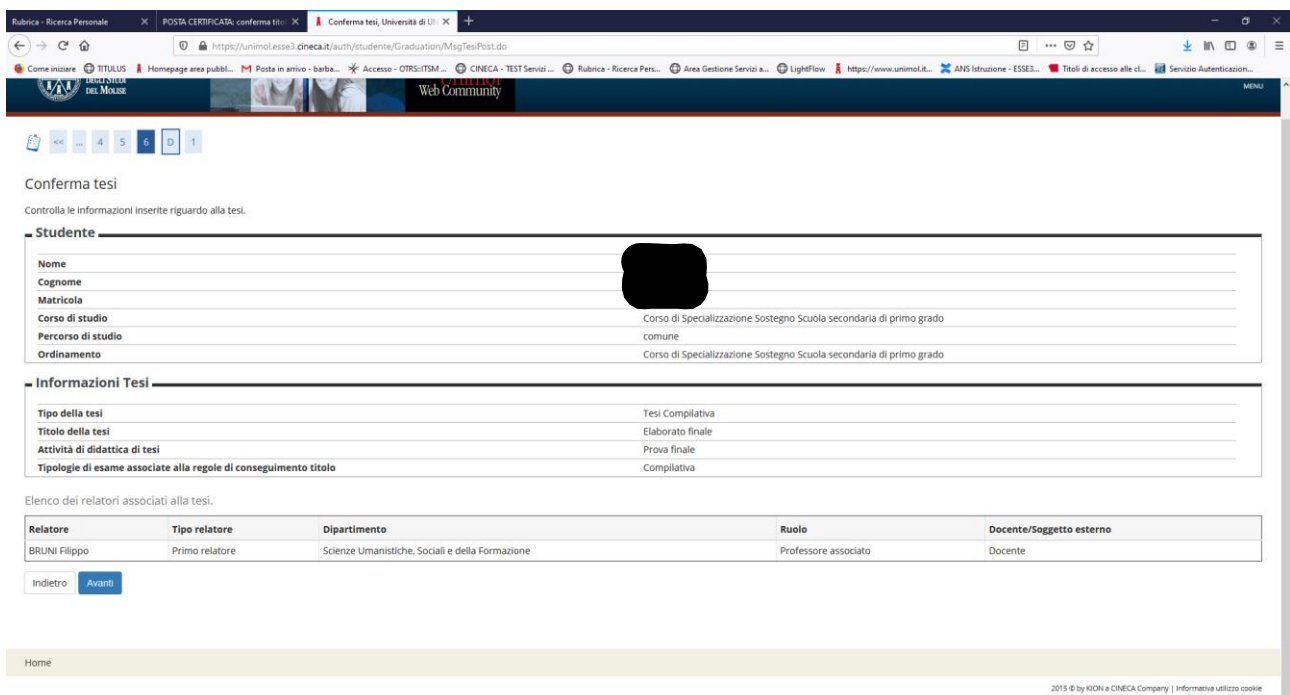 Rubrica - Ricerca Personale
POSTA CERTIFICATA: conferma tito
Conferma tesi, Università di
https://unimol.esse3.cineca.it/auth/studente/Graduation/MsgTesiPost.do
Come iniziare TITULUS Homepage area pubbl... Posta in arrivo - barba... Accesso - OTRS::ITSM ... CINECA - TEST Servizi ... Rubrica - Ricerca Pers... Area Gestione Servizi a... LightFlow https://www.unimol.it... ANS Istruzione - ESSE3... Titoli di accesso alle cl... Servizio Autenticazion...
DEGLI STUDI
DEL MOLISE
Web Community
MENU
<< ... 4 5 6 D 1
Conferma tesi
Controlla le informazioni inserite riguardo alla tesi.
Studente
Nome
Cognome
Matricola
Corso di studio Corso di Specializzazione Sostegno Scuola secondaria di primo grado
Percorso di studio comune
Ordinamento Corso di Specializzazione Sostegno Scuola secondaria di primo grado
Informazioni Tesi
Tipo della tesi Tesi Compilativa
Titolo della tesi Elaborato finale
Attività di didattica di tesi Prova finale
Tipologie di esame associate alla regole di conseguimento titolo Compilativa
Elenco dei relatori associati alla tesi.
Relatore Tipo relatore Dipartimento Ruolo Docente/Soggetto esterno
BRUNI Filippo Primo relatore Scienze Umanistiche, Sociali e della Formazione Professore associato Docente
Indietro Avanti
Home
2015 © by KION a CINECA Company | Informativa utilizzo cookie